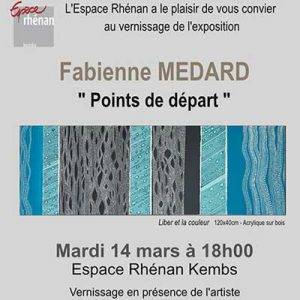 Espace
rhénan
L'Espace Rhénan a le plaisir de vous convier
au vernissage de l'exposition
Fabienne MEDARD
" Points de départ "
Liber et la couleur 120x40cm - Acrylique sur bois
Mardi 14 mars à 18h00
Espace Rhénan Kembs
Vernissage en présence de l'artiste